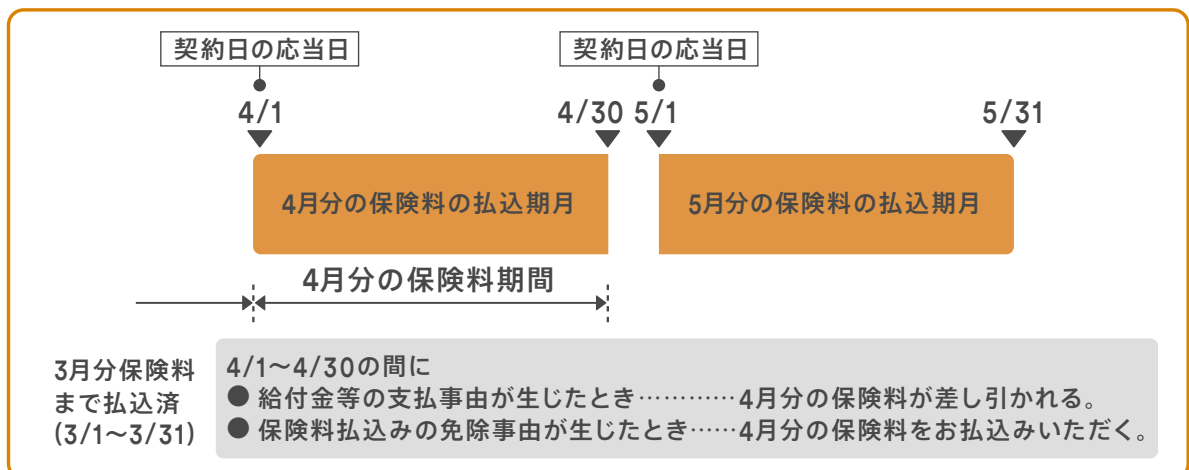 契約日の応当日 契約日の応当日
4/1 4/30 5/1 5/31
4月分の保険料の払込期月 5月分の保険料の払込期月
4月分の保険料期間
3月分保険料
まで払込済
(3/1〜3/31)
4/1〜4/30の間に
● 給付金等の支払事由が生じたとき…………4月分の保険料が差し引かれる。
● 保険料払込みの免除事由が生じたとき……4月分の保険料をお払込みいただく。